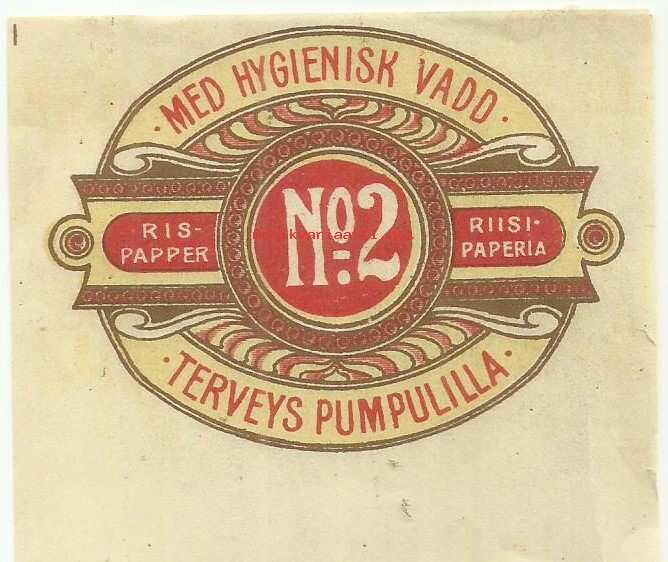 · MED HYGIENISK VADD ·
RIS-
PAPPER
No:2
RIISI-
PAPERIA
· TERVEYS PUMPULILLA ·